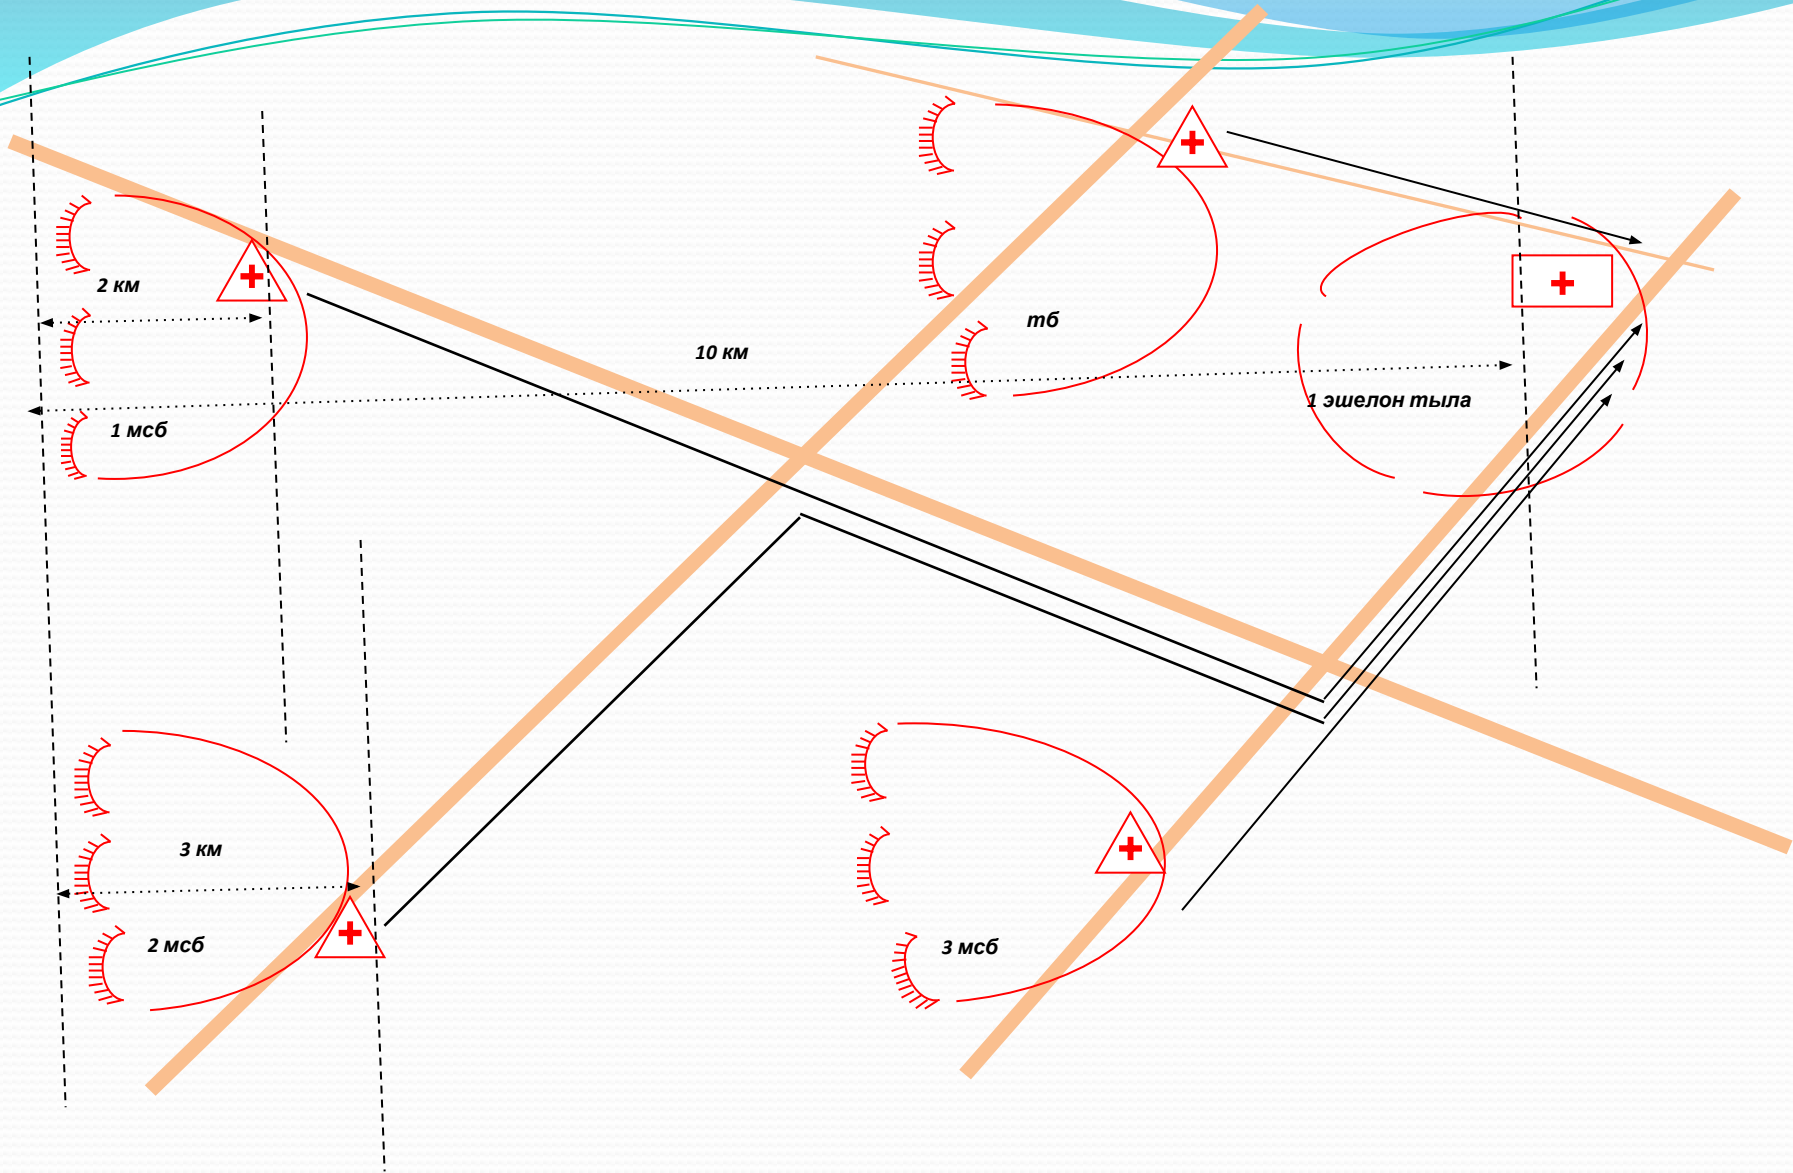 2 км
тб
10 км
1 эшелон тыла
1 мсб
3 км
2 мсб
3 мсб